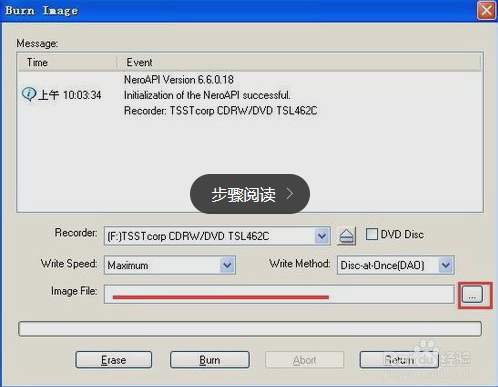 Burn Image
Message:
Time Event
NeroAPI Version 6.6.0.18
上午 10:03:34 Initialization of the NeroAPI successful.
Recorder: TSSTcorp CDRW/DVD TSL462C
步骤阅读
Recorder: (F:)TSSTcorp CDRW/DVD TSL462C DVD Disc
Write Speed: Maximum Write Method: Disc-at-Once(DAO)
Image File: ...
Erase Burn Abort Return